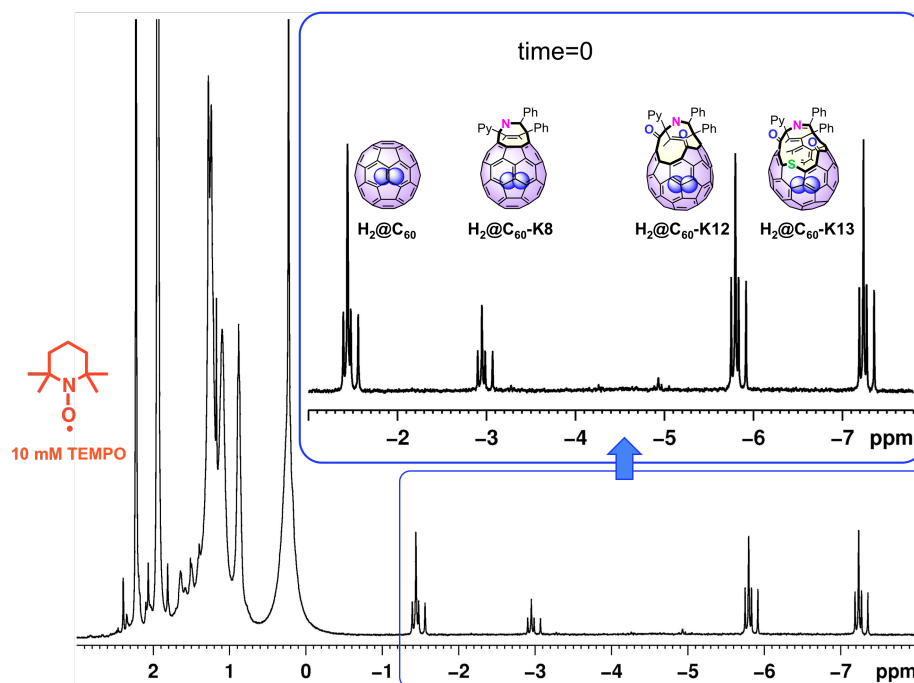 time=0
Ph
N
Py
Ph
Ph
Py
N
O
O
Ph
Ph
Py
N
O
O
Ph
S
H₂@C₆₀
H₂@C₆₀-K8
H₂@C₆₀-K12
H₂@C₆₀-K13
−2 −3 −4 −5 −6 −7 ppm
N
O
•
10 mM TEMPO
2 1 0 −1 −2 −3 −4 −5 −6 −7 ppm